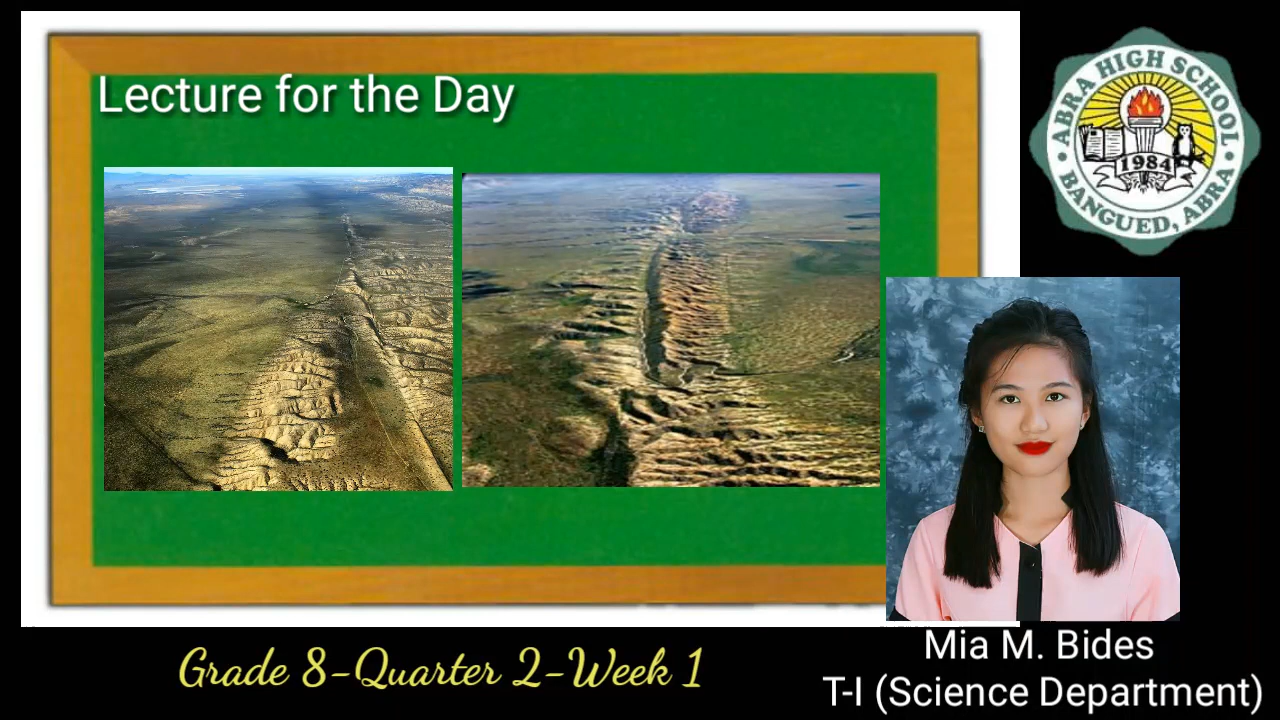 Lecture for the Day
ABRA HIGH SCHOOL
1984
BANGUED, ABRA
Mia M. Bides
Grade 8-Quarter 2-Week 1
T-I (Science Department)